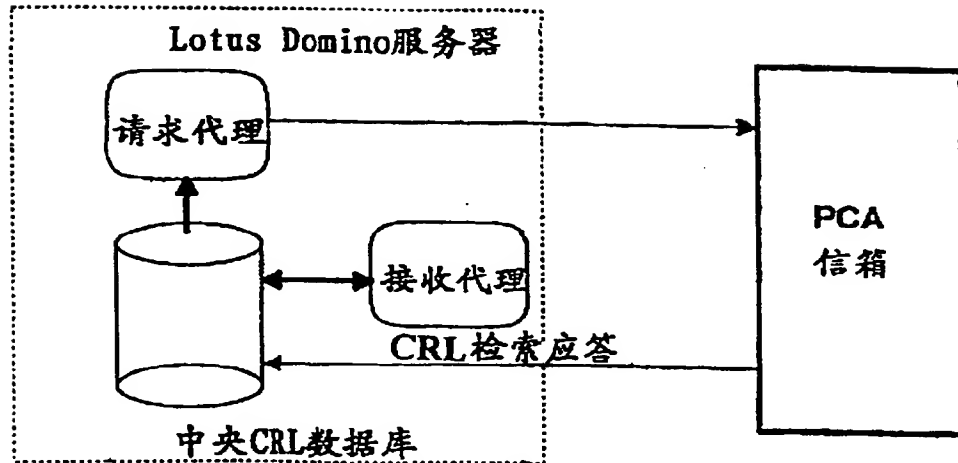 Lotus Domino服务器
请求代理
PCA
信箱
接收代理
CRL检索应答
中央CRL数据库